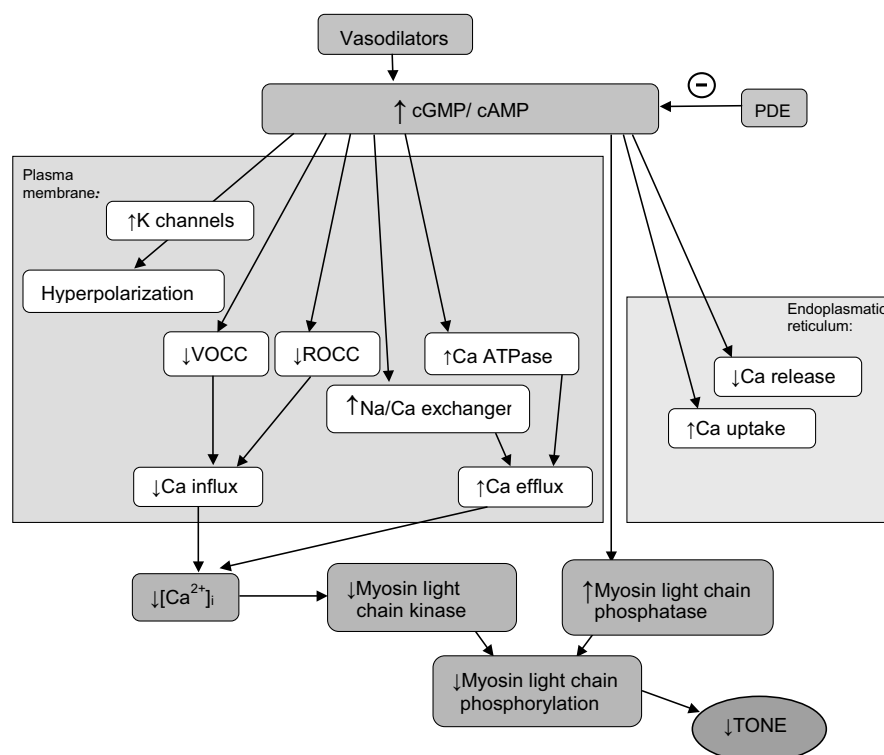 Vasodilators
↑ cGMP/ cAMP
−
PDE
Plasma
membrane:
↑K channels
Hyperpolarization
Endoplasmatic
reticulum:
↓VOCC
↓ROCC
↑Ca ATPase
↓Ca release
↑Na/Ca exchanger
↑Ca uptake
↓Ca influx
↑Ca efflux
↓[Ca²⁺]ᵢ
↓Myosin light
chain kinase
↑Myosin light chain
phosphatase
↓Myosin light chain
phosphorylation
↓TONE